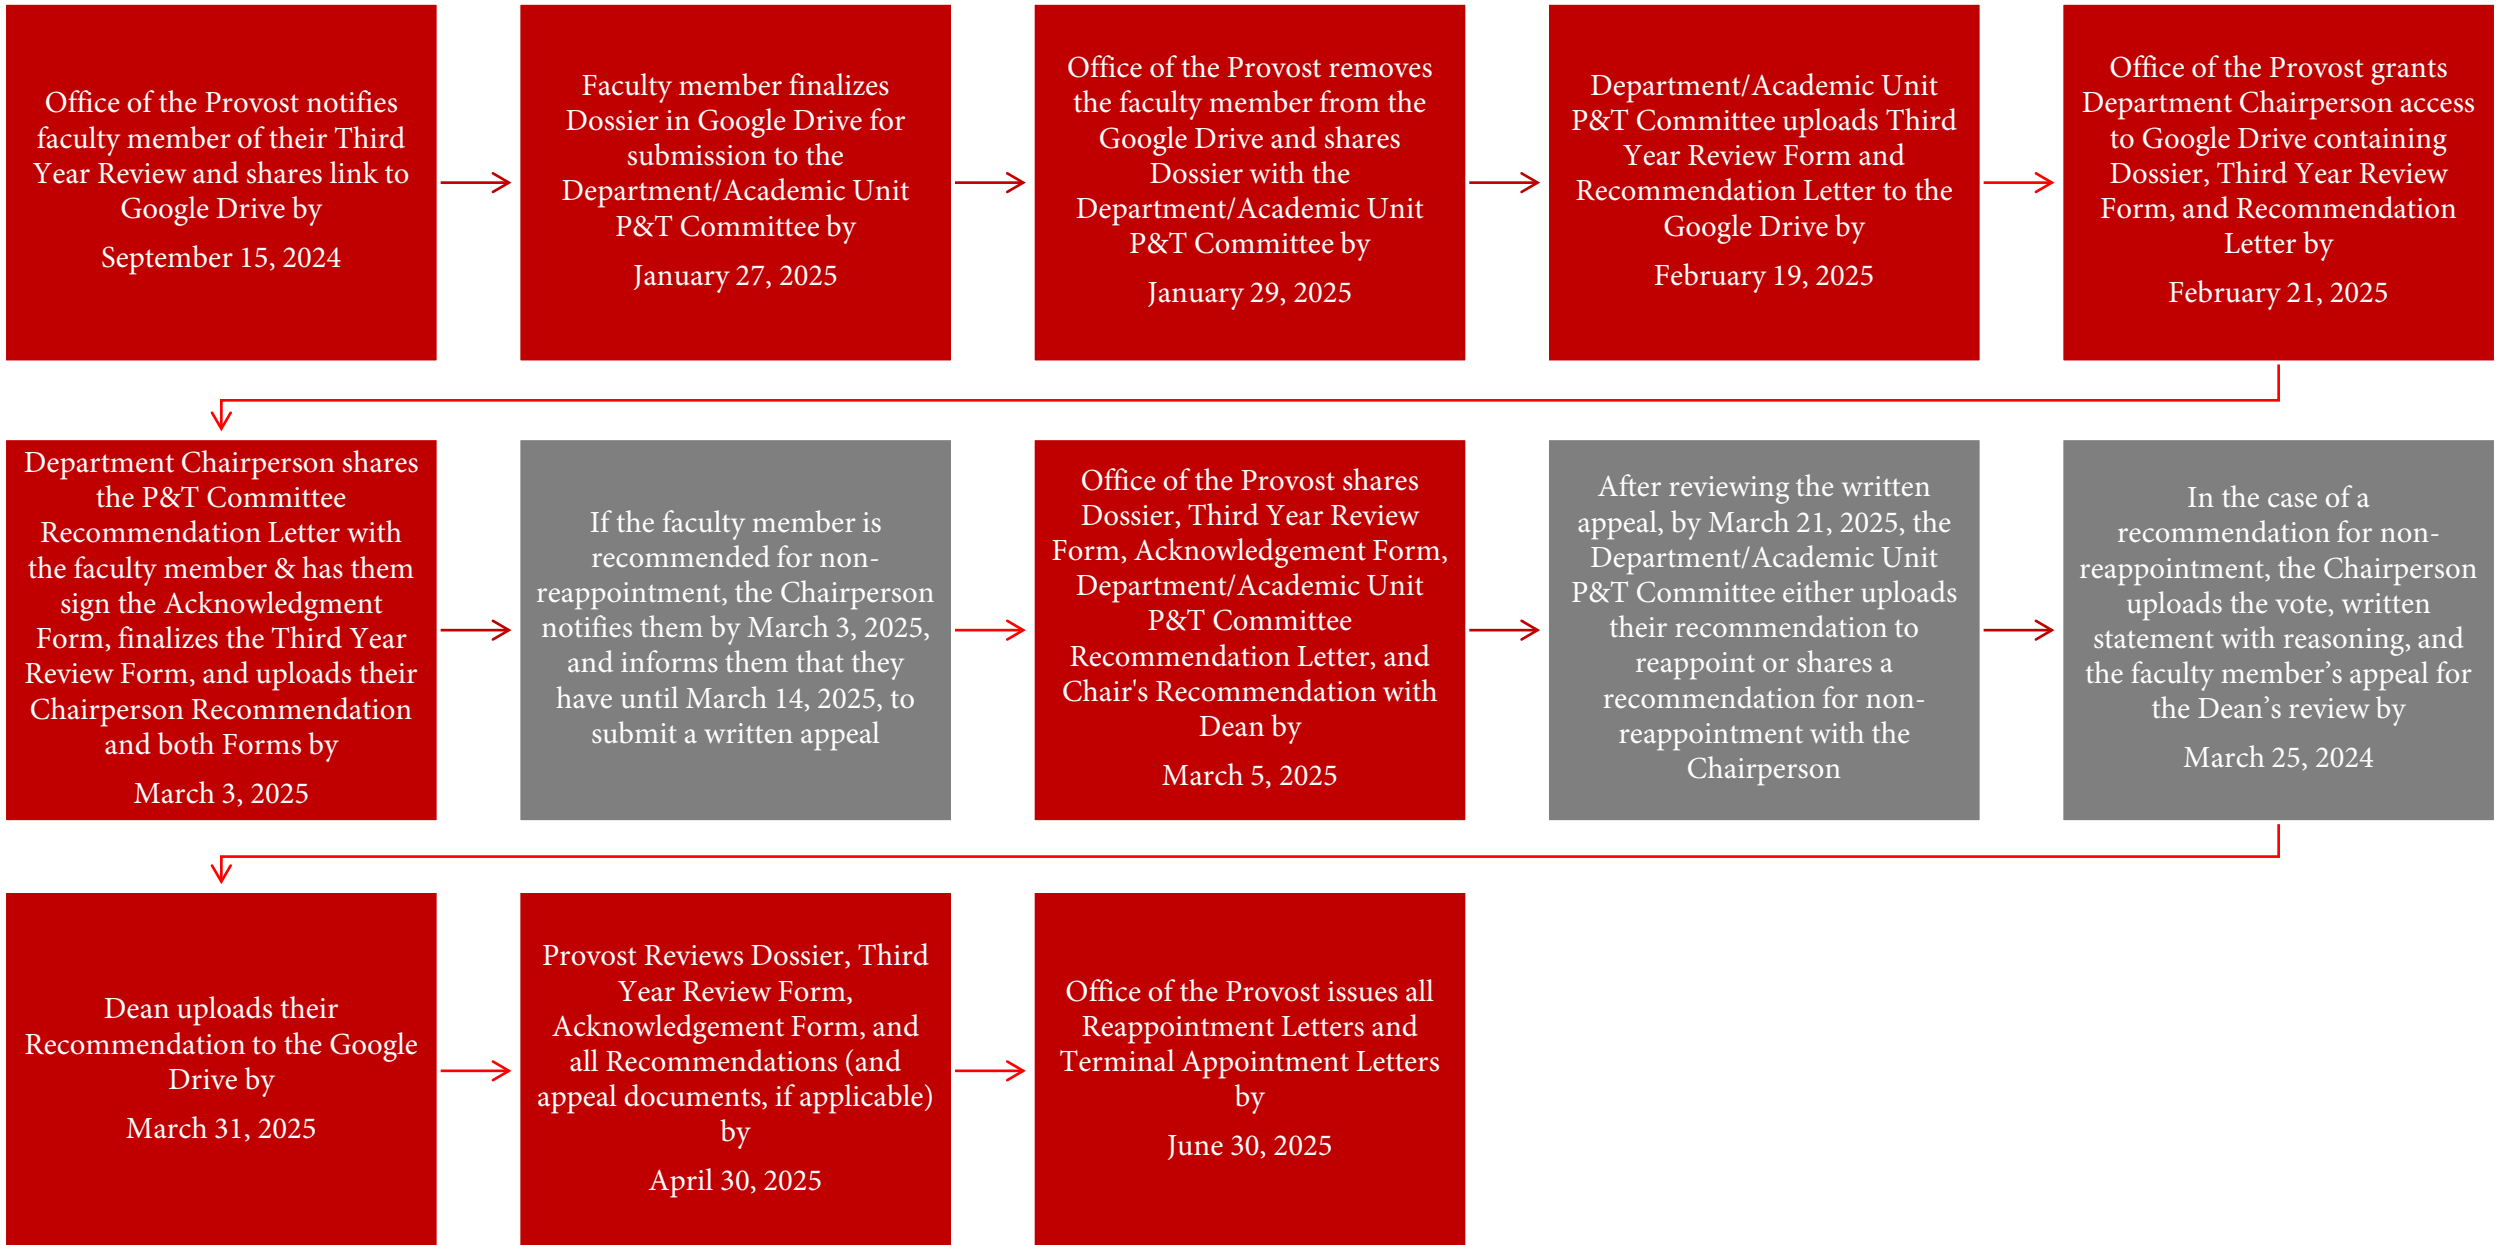 Office of the Provost notifies
faculty member of their Third
Year Review and shares link to
Google Drive by
September 15, 2024
Faculty member finalizes
Dossier in Google Drive for
submission to the
Department/Academic Unit
P&T Committee by
January 27, 2025
Office of the Provost removes
the faculty member from the
Google Drive and shares
Dossier with the
Department/Academic Unit
P&T Committee by
January 29, 2025
Department/Academic Unit
P&T Committee uploads Third
Year Review Form and
Recommendation Letter to the
Google Drive by
February 19, 2025
Office of the Provost grants
Department Chairperson access
to Google Drive containing
Dossier, Third Year Review
Form, and Recommendation
Letter by
February 21, 2025
Department Chairperson shares
the P&T Committee
Recommendation Letter with
the faculty member & has them
sign the Acknowledgment
Form, finalizes the Third Year
Review Form, and uploads their
Chairperson Recommendation
and both Forms by
March 3, 2025
If the faculty member is
recommended for non-
reappointment, the Chairperson
notifies them by March 3, 2025,
and informs them that they
have until March 14, 2025, to
submit a written appeal
Office of the Provost shares
Dossier, Third Year Review
Form, Acknowledgement Form,
Department/Academic Unit
P&T Committee
Recommendation Letter, and
Chair's Recommendation with
Dean by
March 5, 2025
After reviewing the written
appeal, by March 21, 2025, the
Department/Academic Unit
P&T Committee either uploads
their recommendation to
reappoint or shares a
recommendation for non-
reappointment with the
Chairperson
In the case of a
recommendation for non-
reappointment, the Chairperson
uploads the vote, written
statement with reasoning, and
the faculty member’s appeal for
the Dean’s review by
March 25, 2024
Dean uploads their
Recommendation to the Google
Drive by
March 31, 2025
Provost Reviews Dossier, Third
Year Review Form,
Acknowledgement Form, and
all Recommendations (and
appeal documents, if applicable)
by
April 30, 2025
Office of the Provost issues all
Reappointment Letters and
Terminal Appointment Letters
by
June 30, 2025